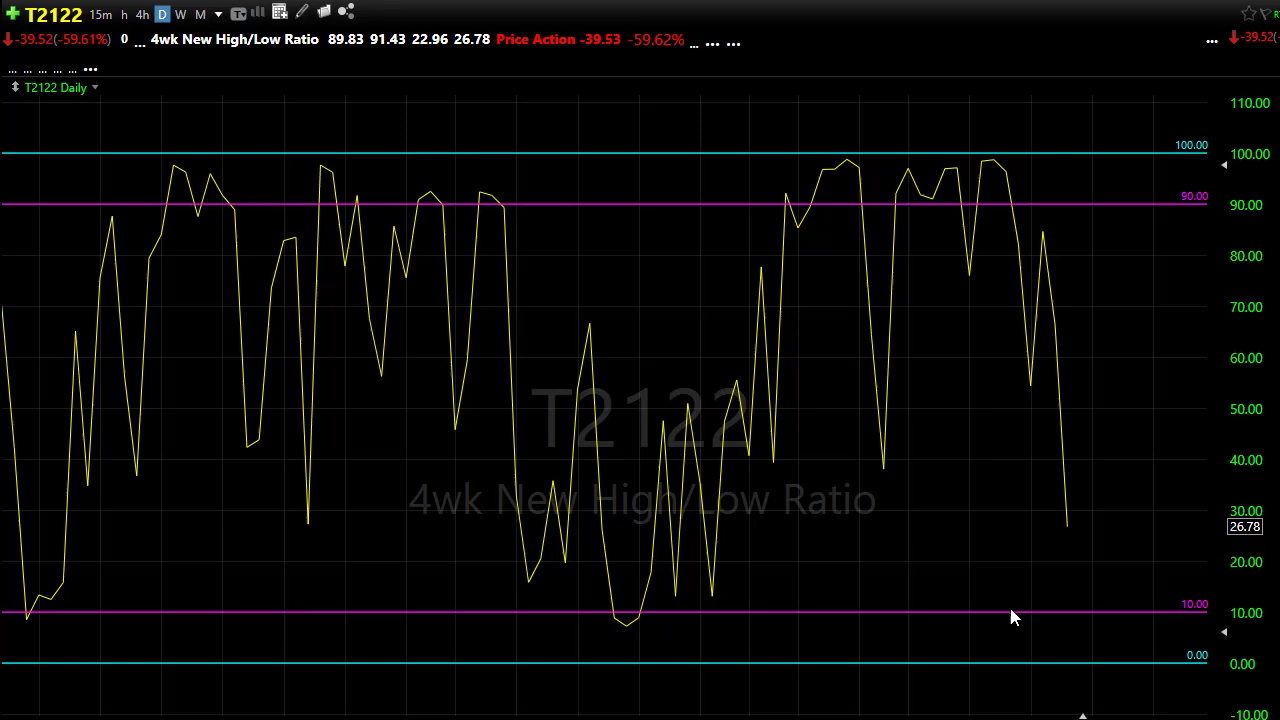 T2122 15m h 4h D W M
-39.52(-59.61%) 0 ... 4wk New High/Low Ratio 89.83 91.43 22.96 26.78 Price Action -39.53 -59.62% ... ... ... ... -39.52(-
... ... ... ... ... ...
T2122 Daily
110.00
100.00 100.00
90.00 90.00
80.00
70.00
60.00
50.00
T2122
40.00
4wk New High/Low Ratio
30.00
26.78
20.00
10.00 10.00
0.00 0.00
-10.00